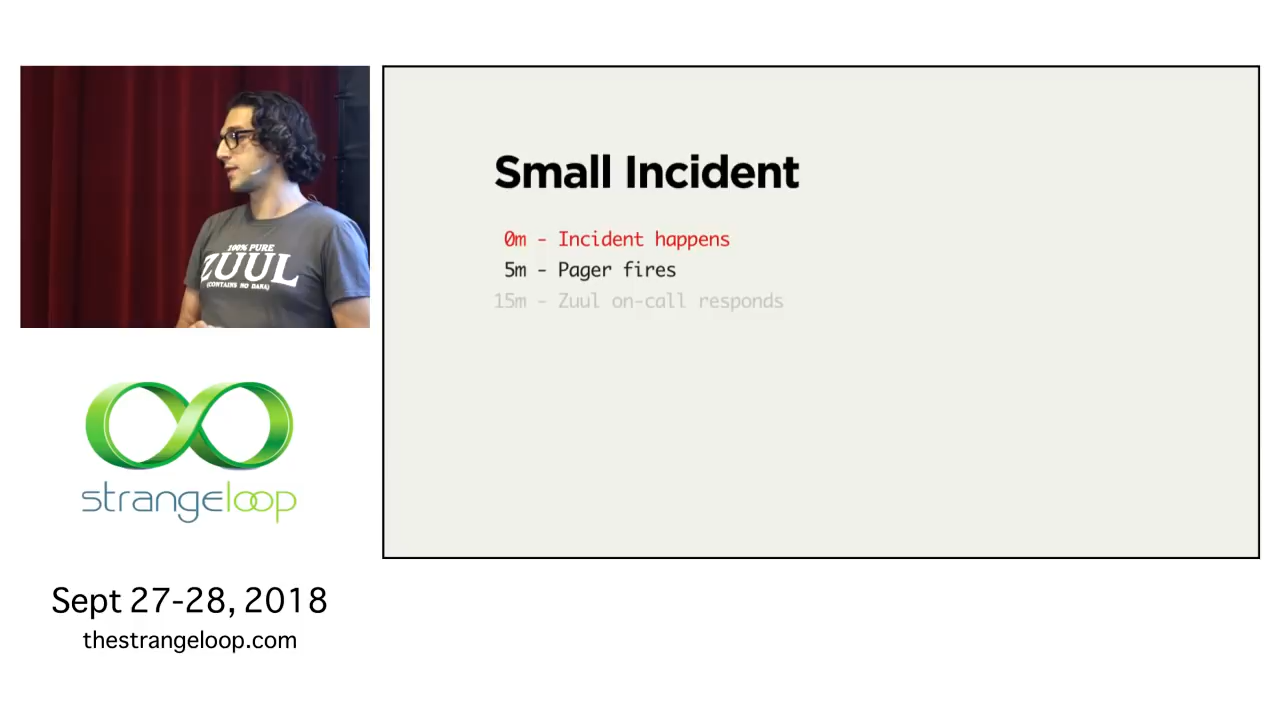 100% PURE
ZUUL
(CONTAINS NO DANA)
strangeloop
Sept 27-28, 2018
thestrangeloop.com
Small Incident
0m - Incident happens
5m - Pager fires
15m - Zuul on-call responds